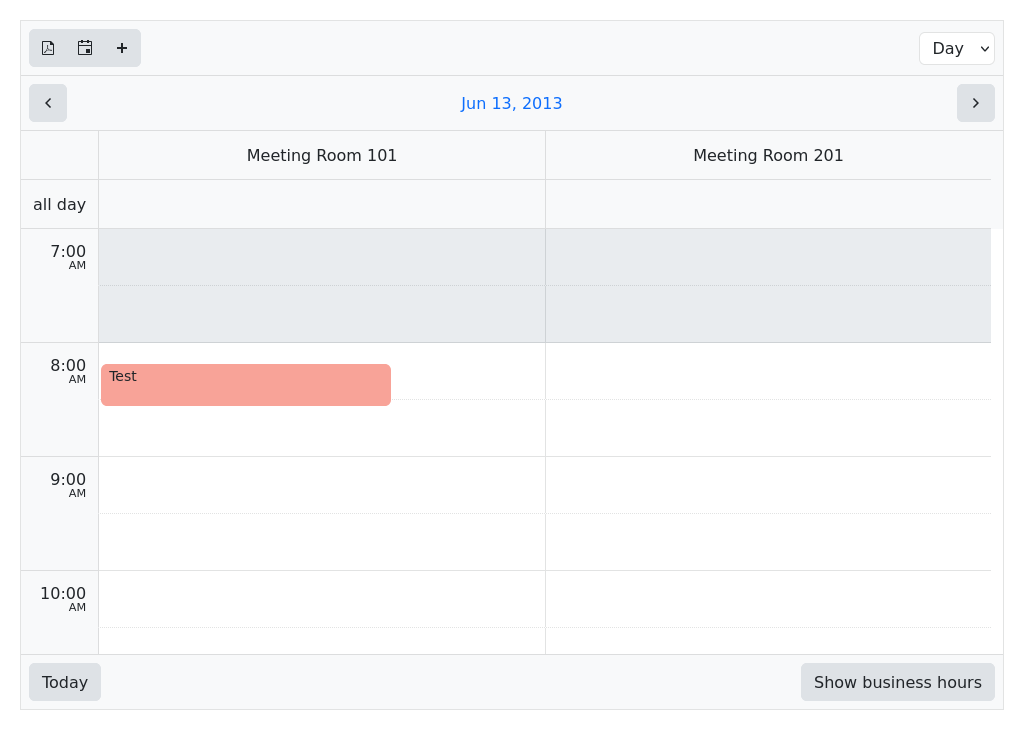 Day
Jun 13, 2013
Meeting Room 101 Meeting Room 201
all day
7:00
AM
8:00
AM
Test
9:00
AM
10:00
AM
Today Show business hours